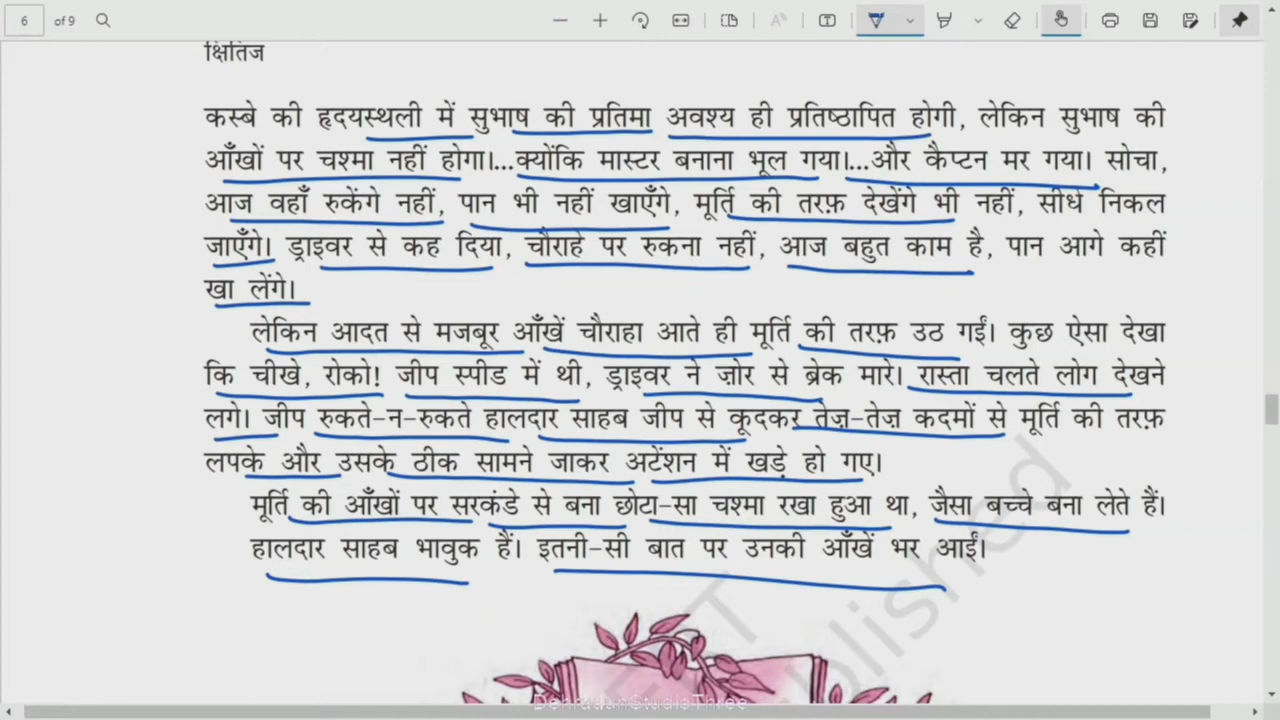 6 of 9
क्षितिज
कस्बे की हृदयस्थली में सुभाष की प्रतिमा अवश्य ही प्रतिष्ठापित होगी, लेकिन सुभाष की
आँखों पर चश्मा नहीं होगा।...क्योंकि मास्टर बनाना भूल गया।...और कैप्टन मर गया। सोचा,
आज वहाँ रुकेंगे नहीं, पान भी नहीं खाएँगे, मूर्ति की तरफ़ देखेंगे भी नहीं, सीधे निकल
जाएँगे। ड्राइवर से कह दिया, चौराहे पर रुकना नहीं, आज बहुत काम है, पान आगे कहीं
खा लेंगे।
लेकिन आदत से मजबूर आँखें चौराहा आते ही मूर्ति की तरफ़ उठ गईं। कुछ ऐसा देखा
कि चीखे, रोको! जीप स्पीड में थी, ड्राइवर ने ज़ोर से ब्रेक मारे। रास्ता चलते लोग देखने
लगे। जीप रुकते-न-रुकते हालदार साहब जीप से कूदकर तेज़-तेज़ कदमों से मूर्ति की तरफ़
लपके और उसके ठीक सामने जाकर अटेंशन में खड़े हो गए।
मूर्ति की आँखों पर सरकंडे से बना छोटा-सा चश्मा रखा हुआ था, जैसा बच्चे बना लेते हैं।
हालदार साहब भावुक हैं। इतनी-सी बात पर उनकी आँखें भर आईं।
DehradunStudioThree